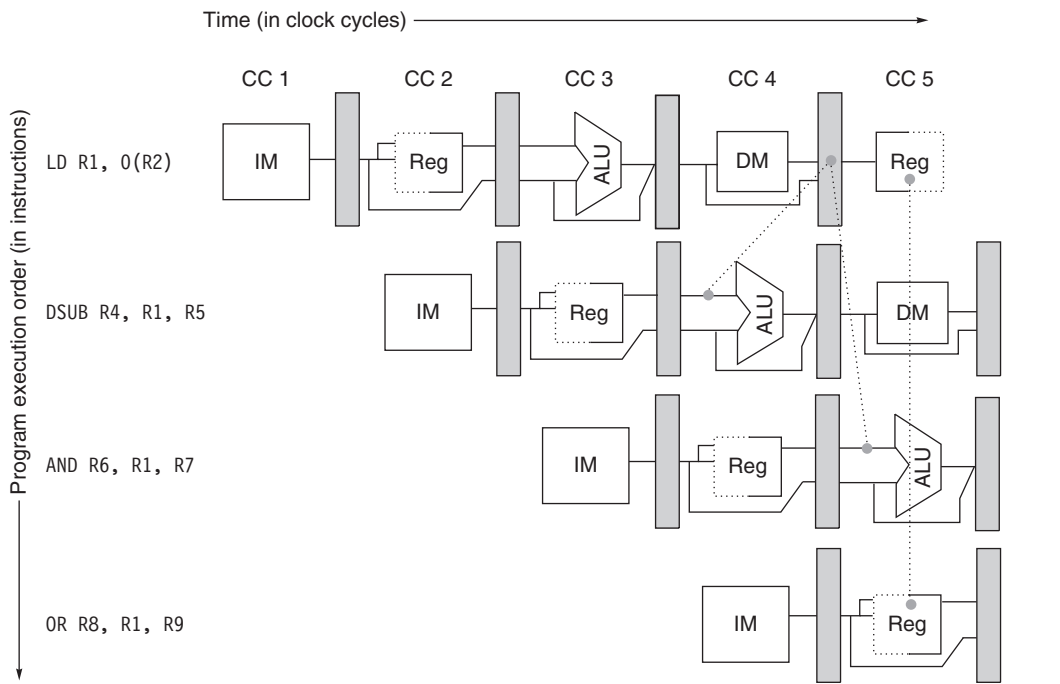 Time (in clock cycles)
CC 1 CC 2 CC 3 CC 4 CC 5
Program execution order (in instructions)
LD R1, 0(R2) IM Reg ALU DM Reg
DSUB R4, R1, R5 IM Reg ALU DM
AND R6, R1, R7 IM Reg ALU
OR R8, R1, R9 IM Reg